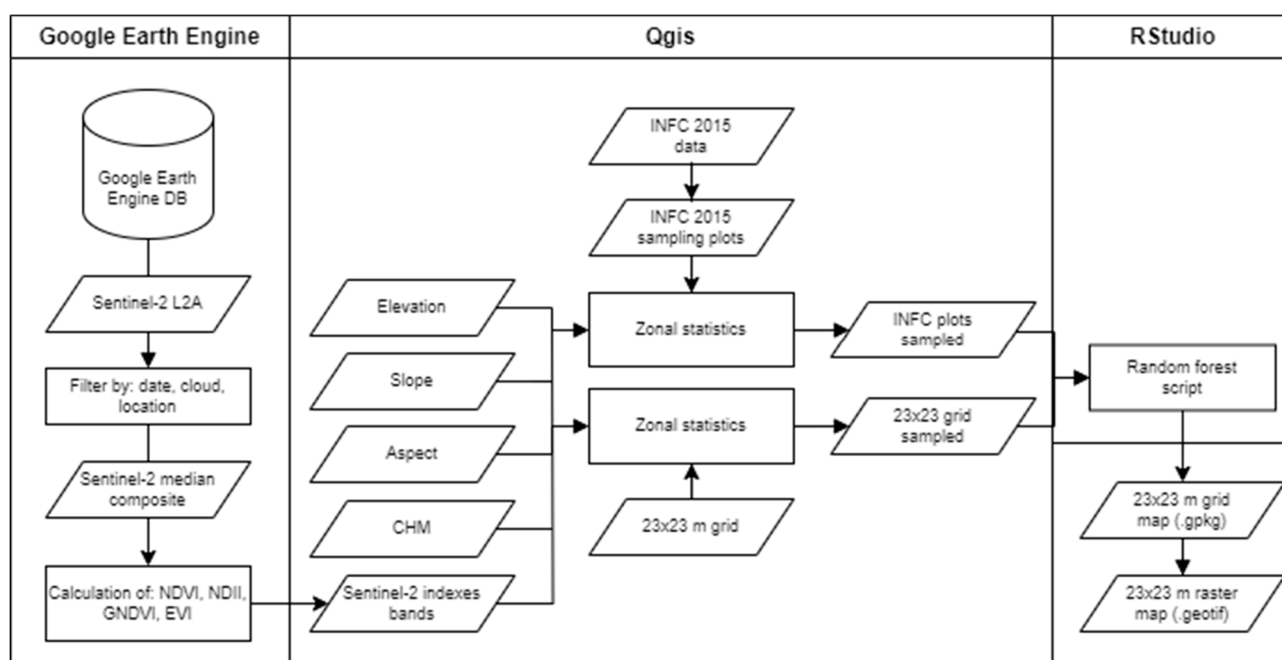 Google Earth Engine
Qgis
RStudio
Google Earth
Engine DB
Sentinel-2 L2A
Filter by: date, cloud,
location
Sentinel-2 median
composite
Calculation of: NDVI, NDII,
GNDVI, EVI
INFC 2015
data
INFC 2015
sampling plots
Elevation
Slope
Aspect
CHM
Sentinel-2 indexes
bands
Zonal statistics
Zonal statistics
23x23 m grid
INFC plots
sampled
23x23 grid
sampled
Random forest
script
23x23 m grid
map (.gpkg)
23x23 m raster
map (.geotif)